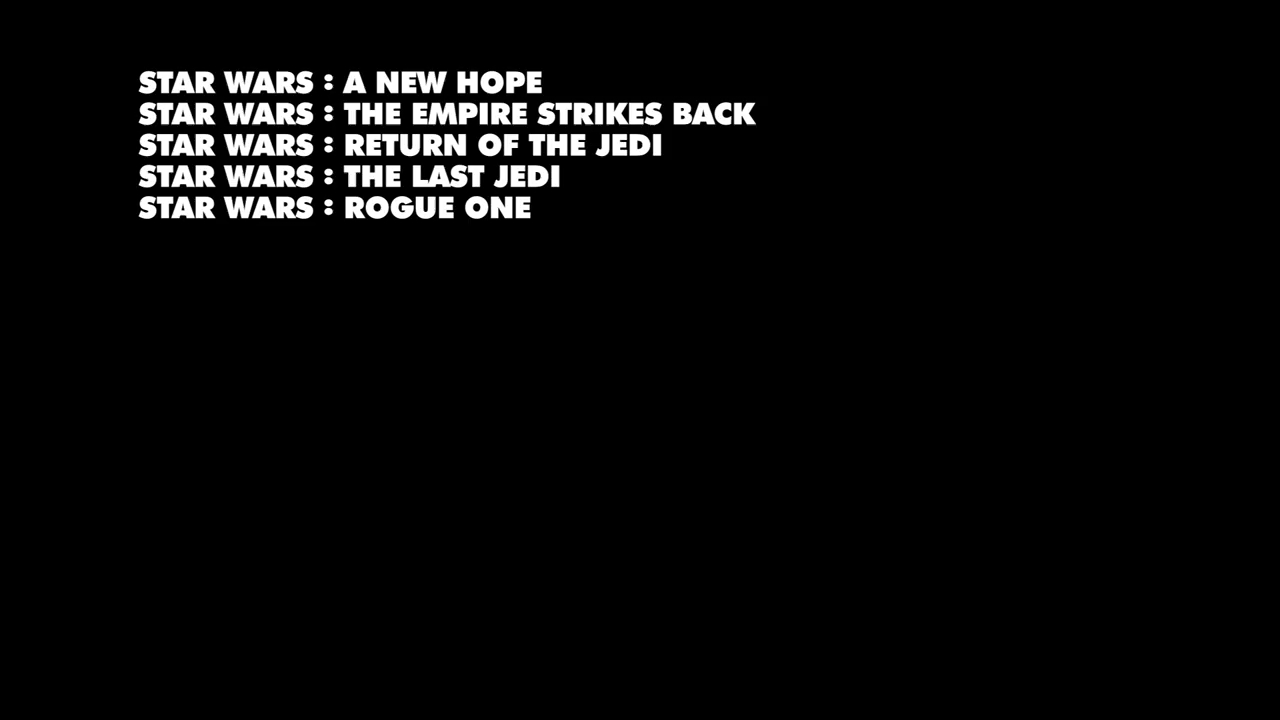 STAR WARS : A NEW HOPE
STAR WARS : THE EMPIRE STRIKES BACK
STAR WARS : RETURN OF THE JEDI
STAR WARS : THE LAST JEDI
STAR WARS : ROGUE ONE